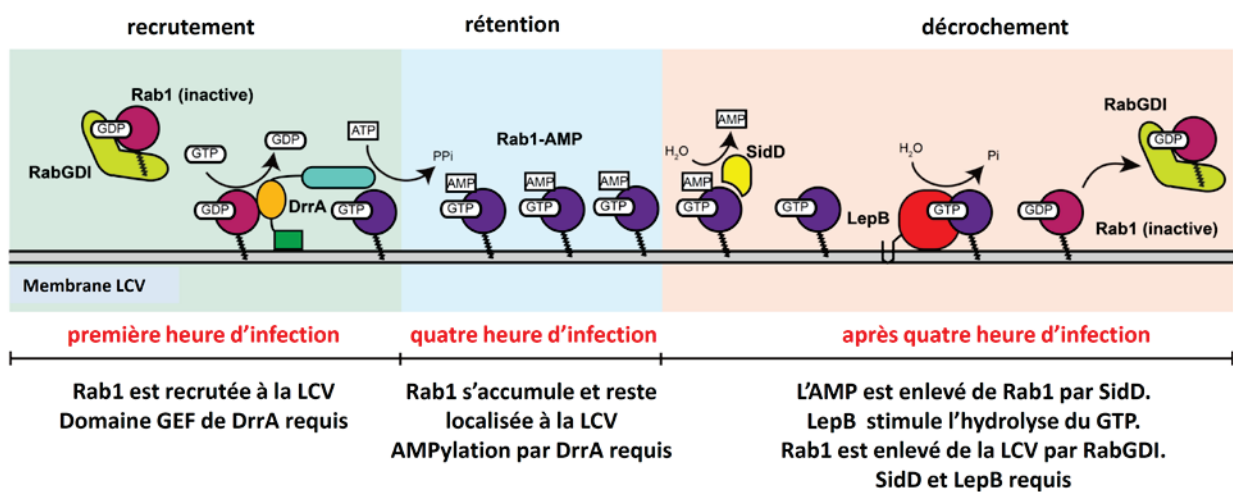 recrutement
rétention
décrochement
Rab1 (inactive)
GDP
RabGDI
GTP
GDP
ATP
PPi
GDP
DrrA
GTP
Rab1-AMP
AMP
GTP
AMP
GTP
AMP
GTP
H₂O
AMP
SidD
AMP
GTP
GTP
LepB
H₂O
Pi
GTP
GDP
RabGDI
GDP
Rab1 (inactive)
Membrane LCV
première heure d'infection
quatre heure d'infection
après quatre heure d'infection
Rab1 est recrutée à la LCV
Domaine GEF de DrrA requis
Rab1 s'accumule et reste
localisée à la LCV
AMPylation par DrrA requis
L'AMP est enlevé de Rab1 par SidD.
LepB stimule l'hydrolyse du GTP.
Rab1 est enlevé de la LCV par RabGDI.
SidD et LepB requis